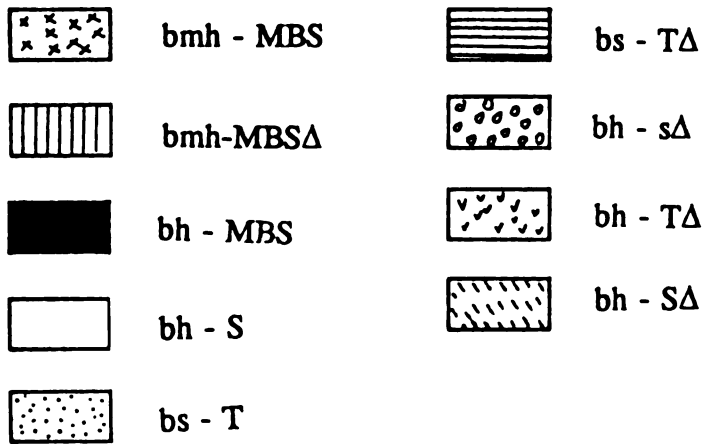 bmh - MBS
bmh-MBSΔ
bh - MBS
bh - S
bs - T
bs - TΔ
bh - sΔ
bh - TΔ
bh - SΔ